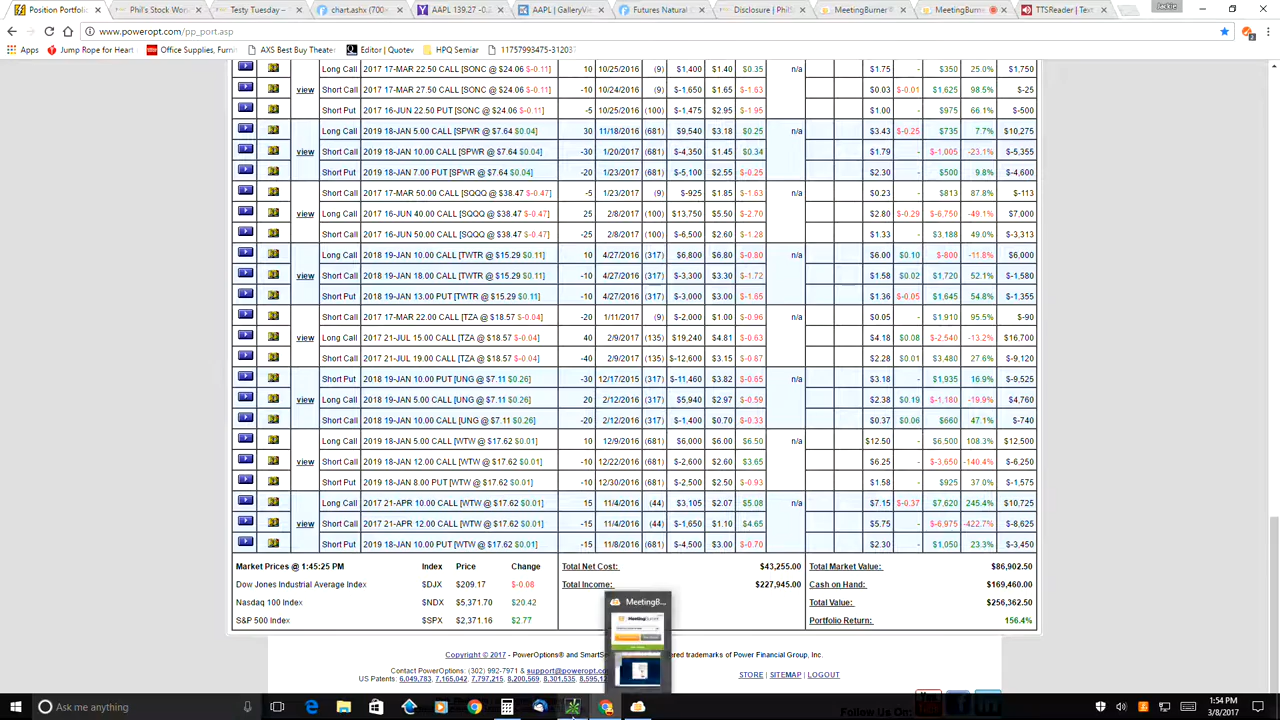 Position Portfoli
Phil's Stock Wor
Testy Tuesday –
chart.ashx (700×
AAPL 139.27 -0.
AAPL | GalleryVie
Futures Natural C
Disclosure | PhilS
MeetingBurner
MeetingBurne
TTSReader | Text
Jackie
www.poweropt.com/pp_port.asp
Apps
Jump Rope for Heart
Office Supplies, Furni
AXS Best Buy Theater
Editor | Quotev
HPQ Semiar
11757993475-31203
Long Call 2017 17-MAR 22.50 CALL [SONC @ $24.06 $-0.11] 10 10/25/2016 (9) $1,400 $1.40 $0.35 n/a $1.75 - $350 25.0% $1,750
view Short Call 2017 17-MAR 27.50 CALL [SONC @ $24.06 $-0.11] -10 10/24/2016 (9) $-1,650 $1.65 $-1.63 $0.03 $-0.01 $1,625 98.5% $-25
Short Put 2017 16-JUN 22.50 PUT [SONC @ $24.06 $-0.11] -5 10/25/2016 (100) $-1,475 $2.95 $-1.95 $1.00 - $975 66.1% $-500
Long Call 2019 18-JAN 5.00 CALL [SPWR @ $7.64 $0.04] 30 11/18/2016 (681) $9,540 $3.18 $0.25 n/a $3.43 $-0.25 $735 7.7% $10,275
view Short Call 2019 18-JAN 10.00 CALL [SPWR @ $7.64 $0.04] -30 1/20/2017 (681) $-4,350 $1.45 $0.34 $1.79 - $-1,005 -23.1% $-5,355
Short Put 2019 18-JAN 7.00 PUT [SPWR @ $7.64 $0.04] -20 1/23/2017 (681) $-5,100 $2.55 $-0.25 $2.30 - $500 9.8% $-4,600
Short Call 2017 17-MAR 50.00 CALL [SQQQ @ $38.47 $-0.47] -5 1/23/2017 (9) $-925 $1.85 $-1.63 n/a $0.23 - $813 87.8% $-113
view Long Call 2017 16-JUN 40.00 CALL [SQQQ @ $38.47 $-0.47] 25 2/8/2017 (100) $13,750 $5.50 $-2.70 $2.80 $-0.29 $-6,750 -49.1% $7,000
Short Call 2017 16-JUN 50.00 CALL [SQQQ @ $38.47 $-0.47] -25 2/8/2017 (100) $-6,500 $2.60 $-1.28 $1.33 - $3,188 49.0% $-3,313
Long Call 2018 19-JAN 10.00 CALL [TWTR @ $15.29 $0.11] 10 4/27/2016 (317) $6,800 $6.80 $-0.80 n/a $6.00 $0.10 $-800 -11.8% $6,000
view Short Call 2018 19-JAN 18.00 CALL [TWTR @ $15.29 $0.11] -10 4/27/2016 (317) $-3,300 $3.30 $-1.72 $1.58 $0.02 $1,720 52.1% $-1,580
Short Put 2018 19-JAN 13.00 PUT [TWTR @ $15.29 $0.11] -10 4/27/2016 (317) $-3,000 $3.00 $-1.65 $1.36 $-0.05 $1,645 54.8% $-1,355
Short Call 2017 17-MAR 22.00 CALL [TZA @ $18.57 $-0.04] -20 1/11/2017 (9) $-2,000 $1.00 $-0.96 n/a $0.05 - $1,910 95.5% $-90
view Long Call 2017 21-JUL 15.00 CALL [TZA @ $18.57 $-0.04] 40 2/9/2017 (135) $19,240 $4.81 $-0.63 $4.18 $0.08 $-2,540 -13.2% $16,700
Short Call 2017 21-JUL 19.00 CALL [TZA @ $18.57 $-0.04] -40 2/9/2017 (135) $-12,600 $3.15 $-0.87 $2.28 $0.01 $3,480 27.6% $-9,120
Short Put 2018 19-JAN 10.00 PUT [UNG @ $7.11 $0.26] -30 12/17/2015 (317) $-11,460 $3.82 $-0.65 n/a $3.18 - $1,935 16.9% $-9,525
view Long Call 2018 19-JAN 5.00 CALL [UNG @ $7.11 $0.26] 20 2/12/2016 (317) $5,940 $2.97 $-0.59 $2.38 $0.19 $-1,180 -19.9% $4,760
Short Call 2018 19-JAN 10.00 CALL [UNG @ $7.11 $0.26] -20 2/12/2016 (317) $-1,400 $0.70 $-0.33 $0.37 $0.06 $660 47.1% $-740
Long Call 2019 18-JAN 5.00 CALL [WTW @ $17.62 $0.01] 10 12/9/2016 (681) $6,000 $6.00 $6.50 n/a $12.50 - $6,500 108.3% $12,500
view Short Call 2019 18-JAN 12.00 CALL [WTW @ $17.62 $0.01] -10 12/22/2016 (681) $-2,600 $2.60 $3.65 $6.25 - $-3,650 -140.4% $-6,250
Short Put 2019 18-JAN 8.00 PUT [WTW @ $17.62 $0.01] -10 12/30/2016 (681) $-2,500 $2.50 $-0.93 $1.58 - $925 37.0% $-1,575
Long Call 2017 21-APR 10.00 CALL [WTW @ $17.62 $0.01] 15 11/4/2016 (44) $3,105 $2.07 $5.08 n/a $7.15 $-0.37 $7,620 245.4% $10,725
view Short Call 2017 21-APR 12.00 CALL [WTW @ $17.62 $0.01] -15 11/4/2016 (44) $-1,650 $1.10 $4.65 $5.75 - $-6,975 -422.7% $-8,625
Short Put 2019 18-JAN 10.00 PUT [WTW @ $17.62 $0.01] -15 11/8/2016 (681) $-4,500 $3.00 $-0.70 $2.30 - $1,050 23.3% $-3,450
Market Prices @ 1:45:25 PM Index Price Change Total Net Cost: $43,255.00 Total Market Value: $86,902.50
Dow Jones Industrial Average Index $DJX $209.17 $-0.08 Total Income: $227,945.00 Cash on Hand: $169,460.00
Nasdaq 100 Index $NDX $5,371.70 $20.42 Total Value: $256,362.50
S&P 500 Index $SPX $2,371.16 $2.77 Portfolio Return: 156.4%
MeetingB...
Copyright © 2017 - PowerOptions® and SmartSe ered trademarks of Power Financial Group, Inc.
Contact PowerOptions: (302) 992-7971 support@poweropt.co
US Patents: 6,049,783, 7,165,042, 7,797,215, 8,200,569, 8,301,535, 8,595,1
STORE | SITEMAP | LOGOUT
Follow Us On:
Ask me anything
1:54 PM
3/8/2017